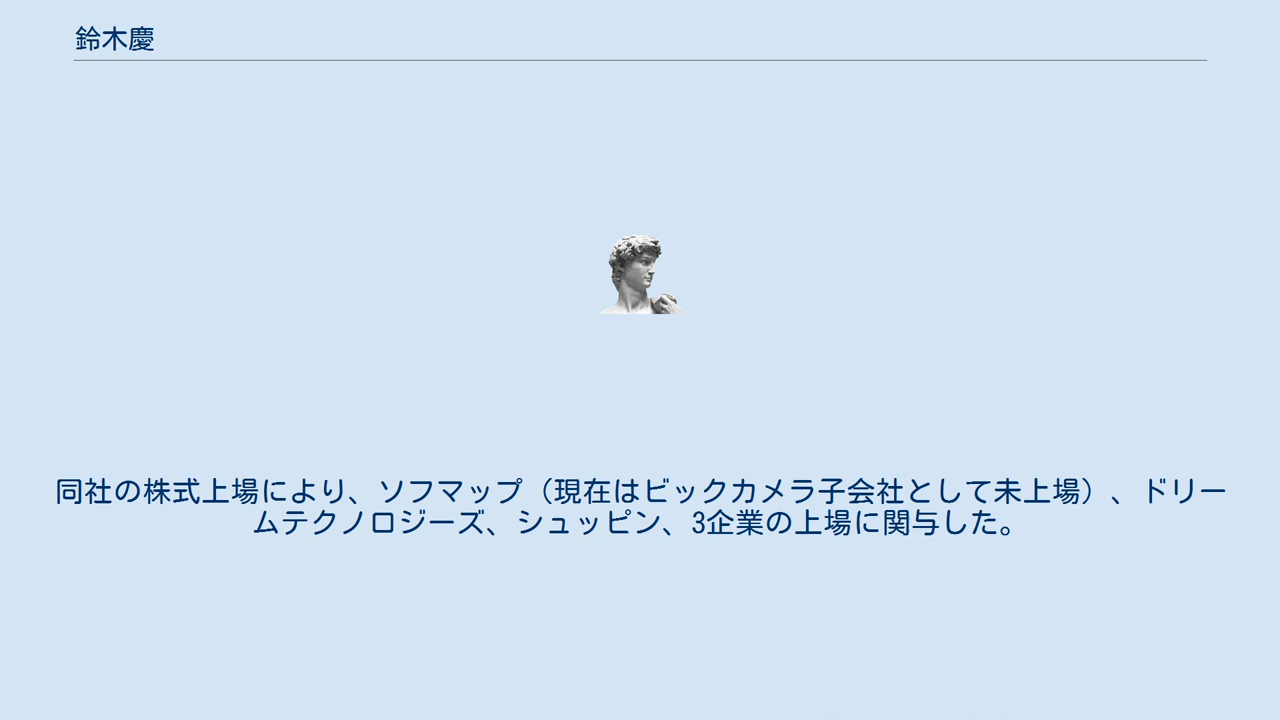 鈴木慶
同社の株式上場により、ソフマップ（現在はビックカメラ子会社として未上場）、ドリー
ムテクノロジーズ、シュッピン、3企業の上場に関与した。